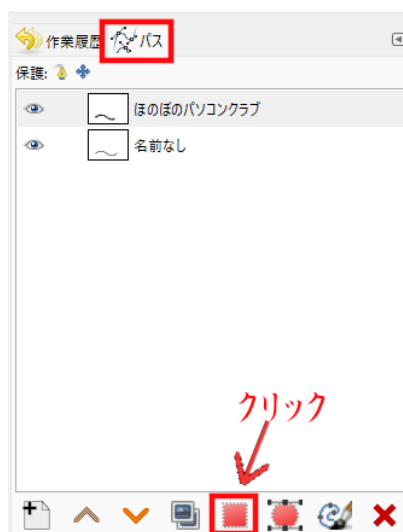 作業履歴 パス
保護:
ほのぼのパソコンクラブ
名前なし
クリック